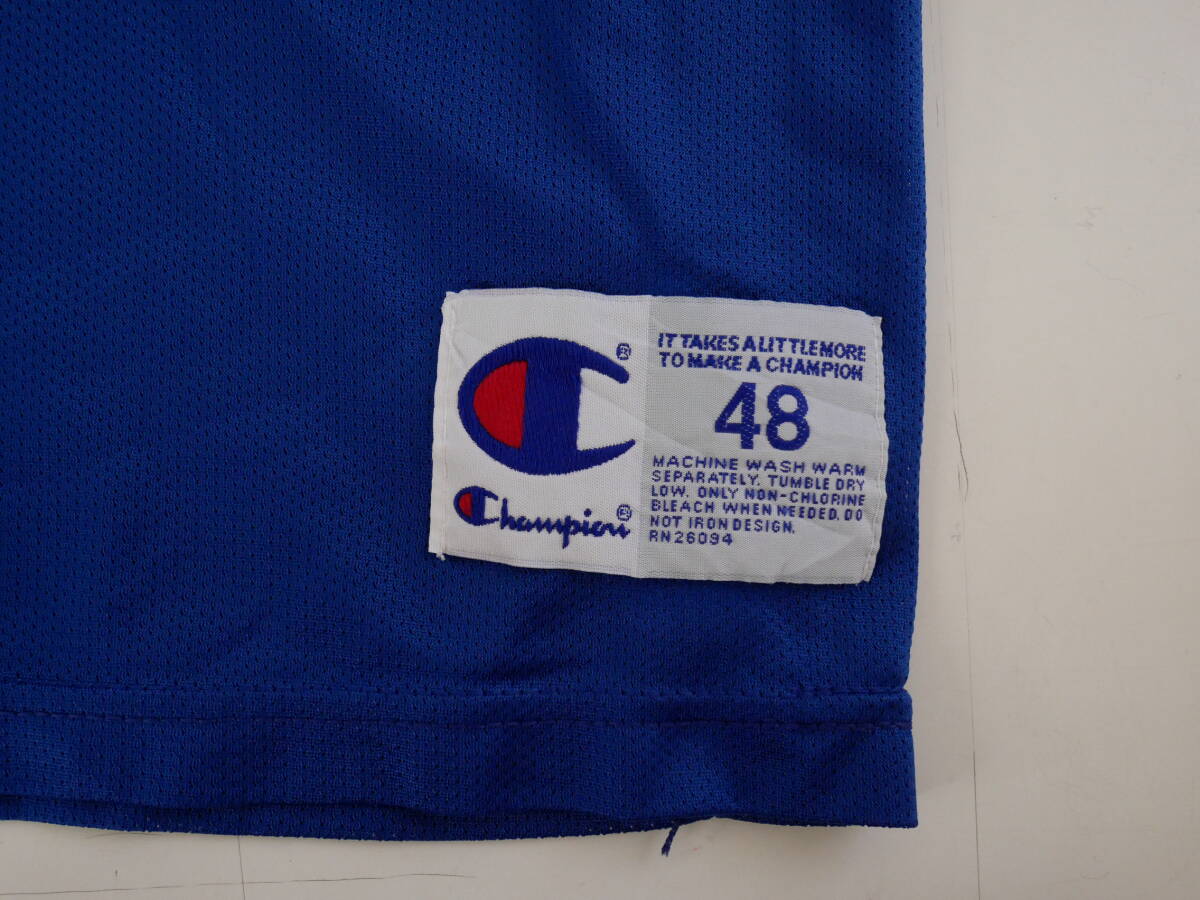 IT TAKES A LITTLE MORE
TO MAKE A CHAMPION
48
MACHINE WASH WARM
SEPARATELY. TUMBLE DRY
LOW. ONLY NON-CHLORINE
BLEACH WHEN NEEDED. DO
NOT IRON DESIGN.
RN26094
C®
Champion®